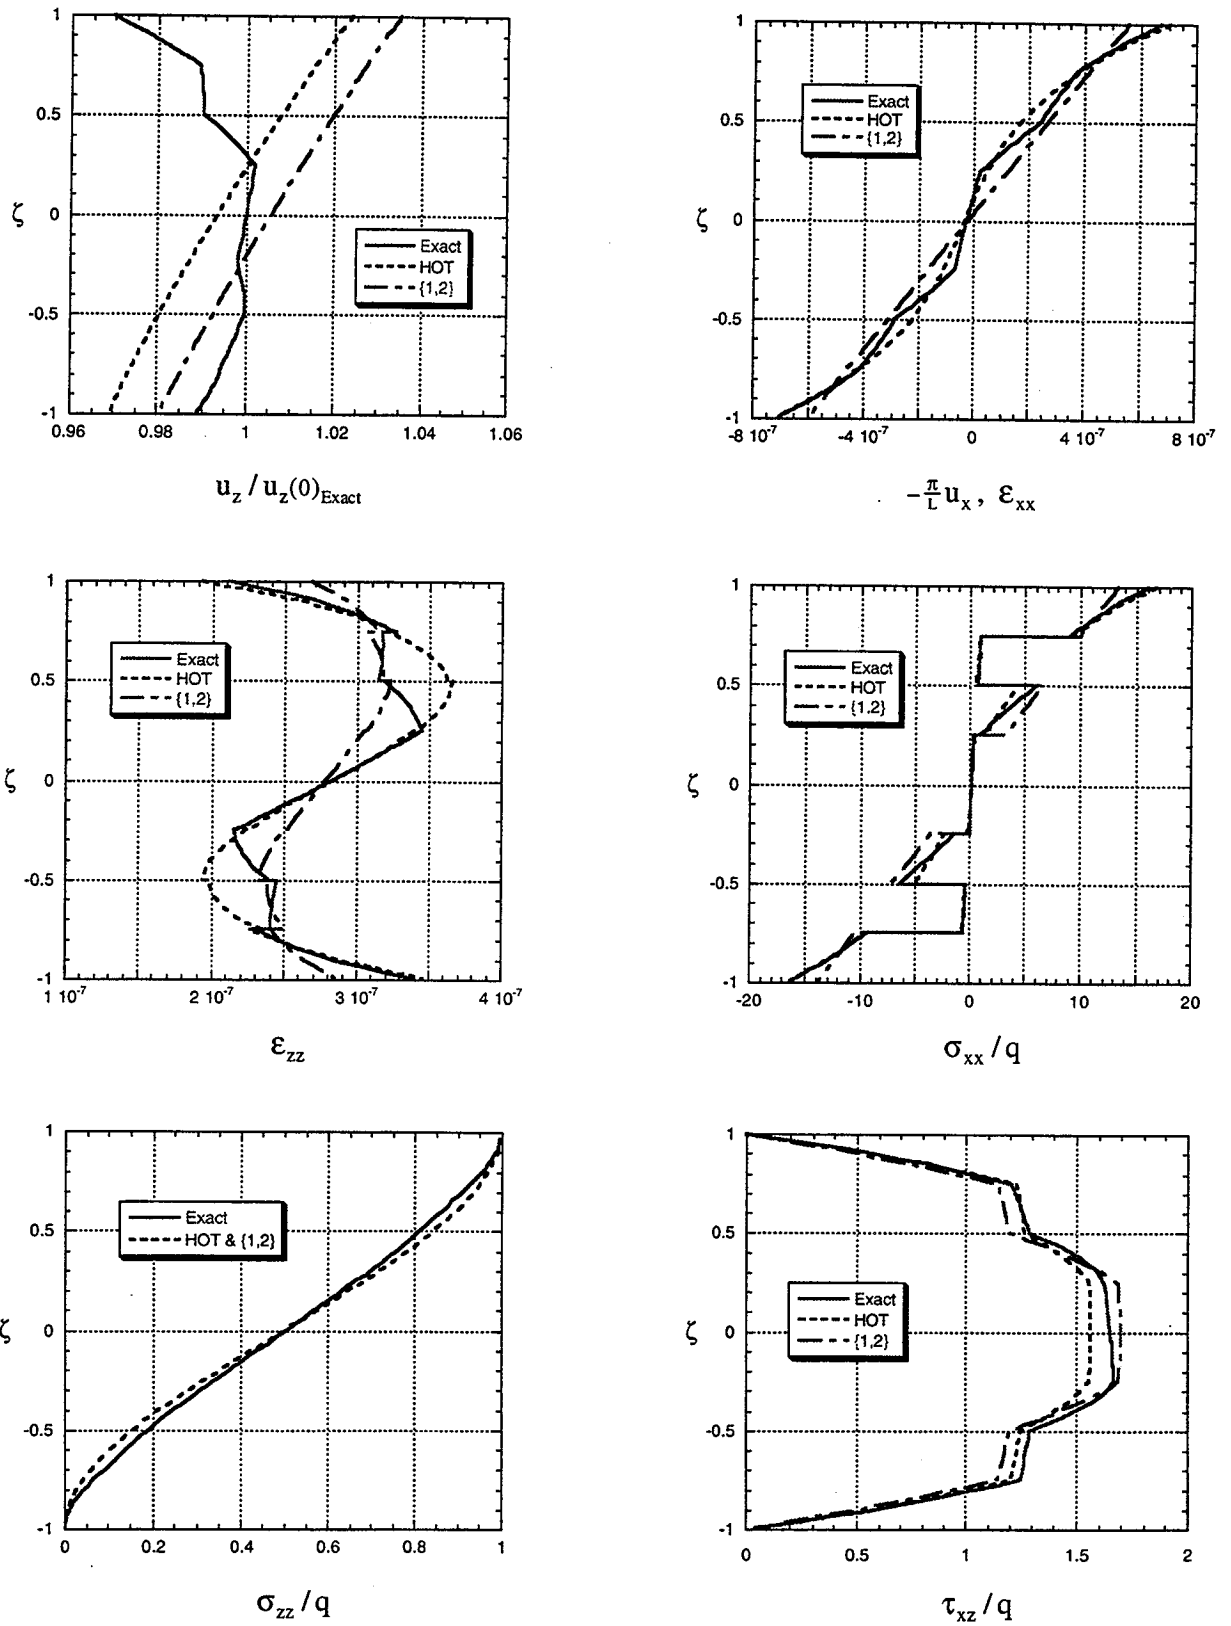 1
0.5
ζ 0
-0.5
-1
0.96 0.98 1 1.02 1.04 1.06
Exact
HOT
{1,2}
u_z / u_z(0)_Exact
1
0.5
ζ 0
-0.5
-1
-8 10⁻⁷ -4 10⁻⁷ 0 4 10⁻⁷ 8 10⁻⁷
Exact
HOT
{1,2}
-π/L u_x , ε_xx
1
0.5
ζ 0
-0.5
-1
1 10⁻⁷ 2 10⁻⁷ 3 10⁻⁷ 4 10⁻⁷
Exact
HOT
{1,2}
ε_zz
1
0.5
ζ 0
-0.5
-1
-20 -10 0 10 20
Exact
HOT
{1,2}
σ_xx / q
1
0.5
ζ 0
-0.5
-1
0 0.2 0.4 0.6 0.8 1
Exact
HOT & {1,2}
σ_zz / q
1
0.5
ζ 0
-0.5
-1
0 0.5 1 1.5 2
Exact
HOT
{1,2}
τ_xz / q